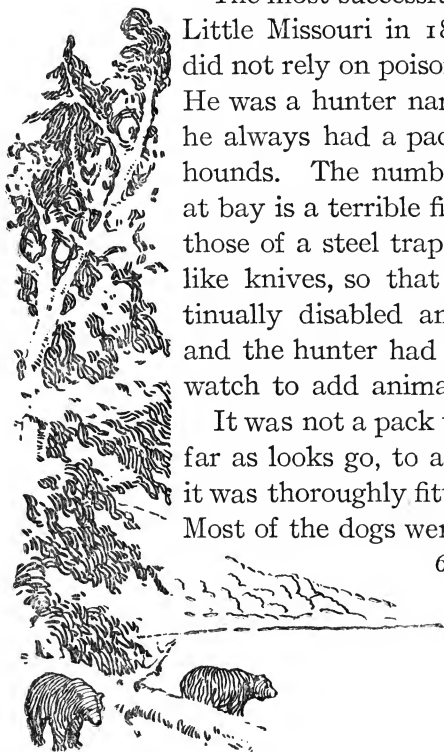 The most successfu
Little Missouri in 18
did not rely on poiso
He was a hunter na
he always had a pac
hounds. The numb
at bay is a terrible fi
those of a steel trap
like knives, so that
tinually disabled an
and the hunter had
watch to add anima
It was not a pack
far as looks go, to a
it was thoroughly fit
Most of the dogs wer
6